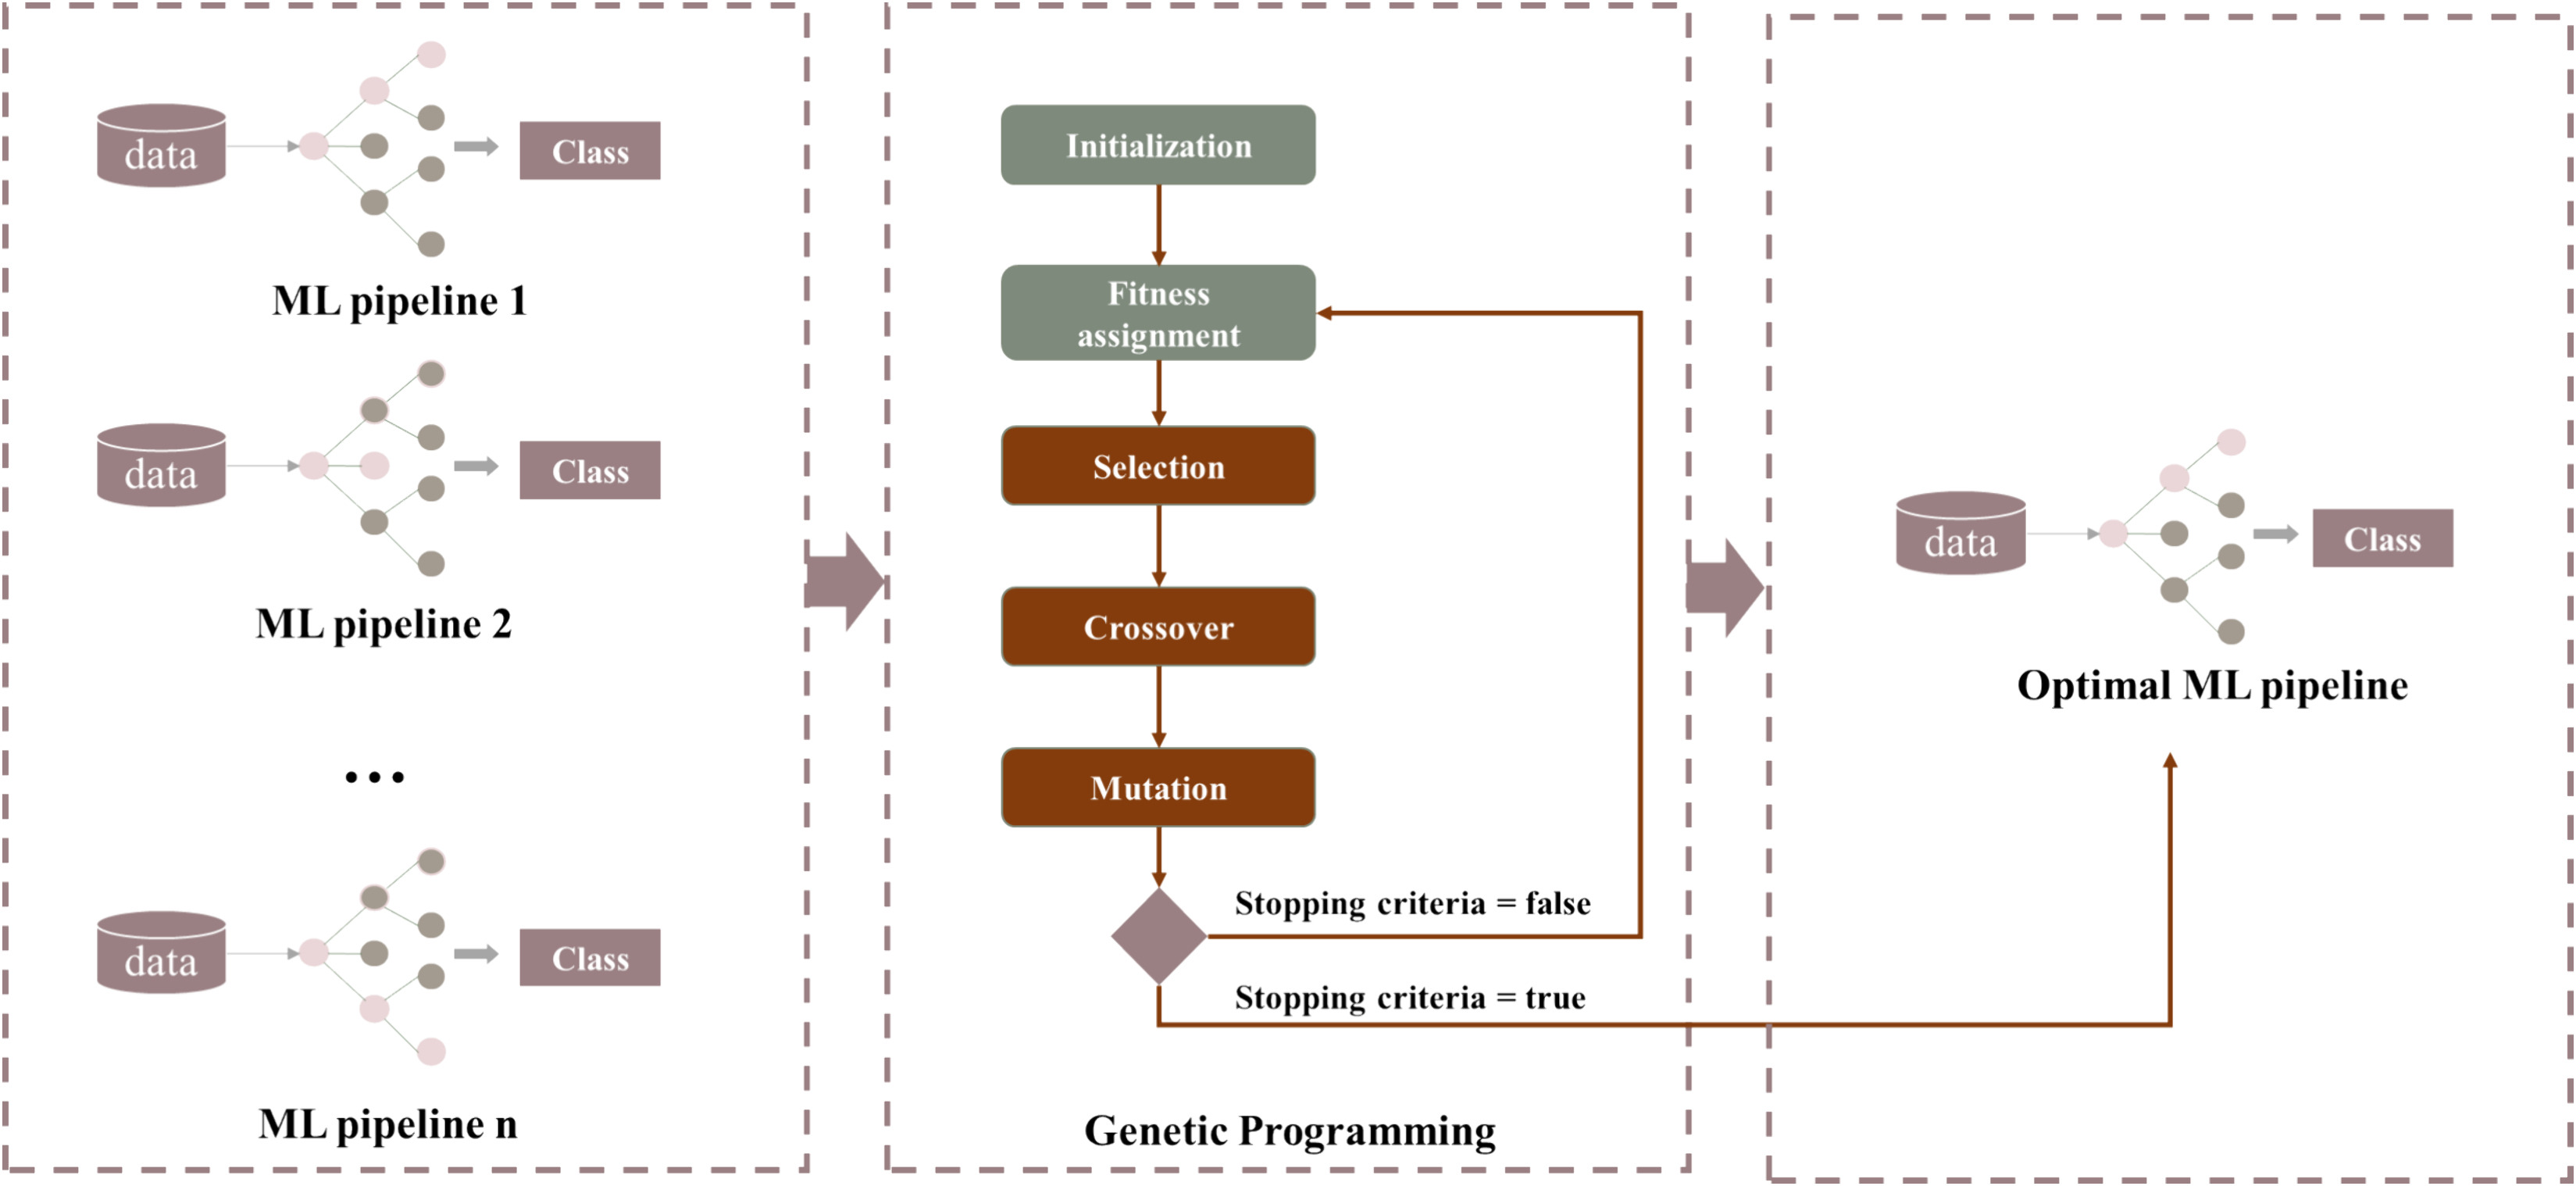 data
Class
ML pipeline 1
data
Class
ML pipeline 2
...
data
Class
ML pipeline n
Initialization
Fitness
assignment
Selection
Crossover
Mutation
Stopping criteria = false
Stopping criteria = true
Genetic Programming
data
Class
Optimal ML pipeline